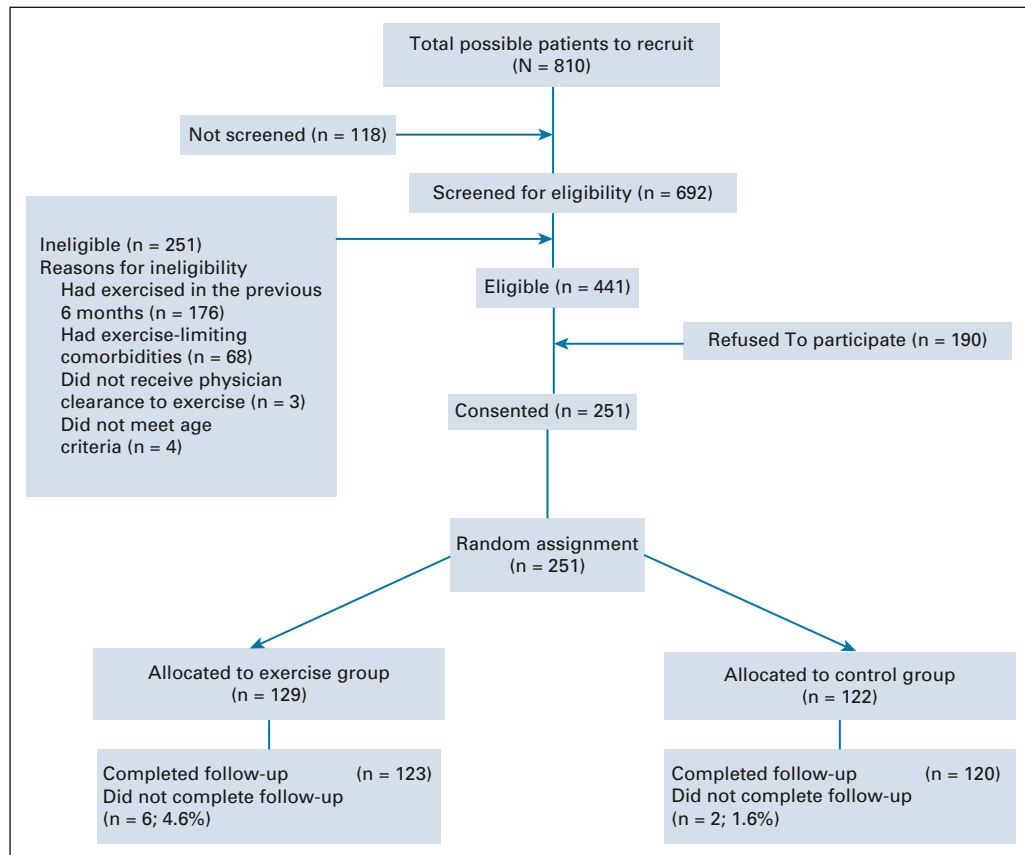 Total possible patients to recruit
(N = 810)
Not screened (n = 118)
Screened for eligibility (n = 692)
Ineligible (n = 251)
Reasons for ineligibility
Had exercised in the previous
6 months (n = 176)
Had exercise-limiting
comorbidities (n = 68)
Did not receive physician
clearance to exercise (n = 3)
Did not meet age
criteria (n = 4)
Eligible (n = 441)
Refused To participate (n = 190)
Consented (n = 251)
Random assignment
(n = 251)
Allocated to exercise group
(n = 129)
Allocated to control group
(n = 122)
Completed follow-up (n = 123)
Did not complete follow-up
(n = 6; 4.6%)
Completed follow-up (n = 120)
Did not complete follow-up
(n = 2; 1.6%)